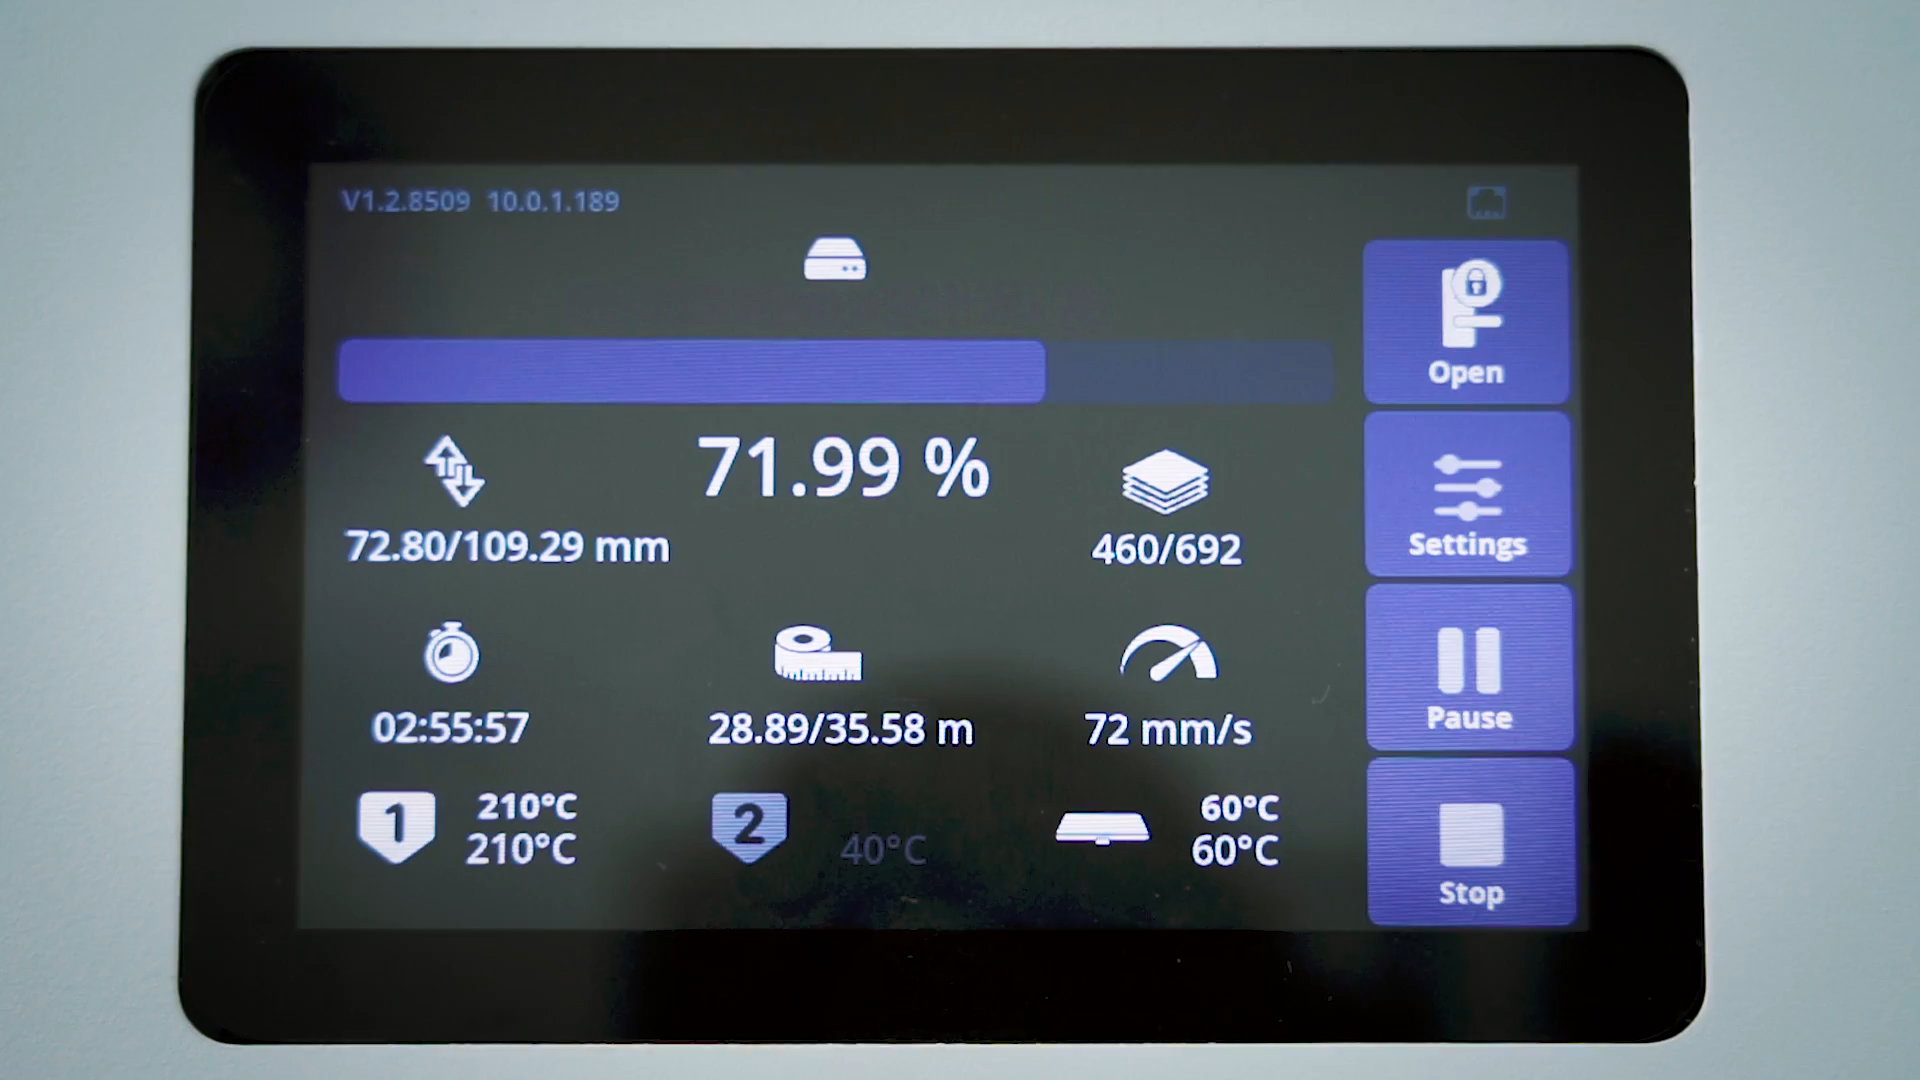 V1.2.8509 10.0.1.189
Open
71.99 %
72.80/109.29 mm
460/692
Settings
02:55:57
28.89/35.58 m
72 mm/s
Pause
1
210°C
210°C
2
40°C
60°C
60°C
Stop